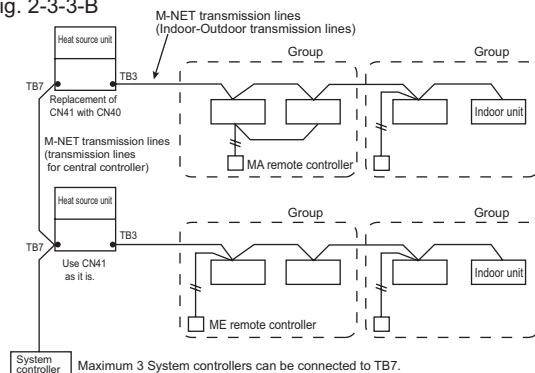 ig. 2-3-3-B
M-NET transmission lines
(Indoor-Outdoor transmission lines)
Heat source unit
Group
Group
TB7
TB3
Replacement of
CN41 with CN40
Indoor unit
M-NET transmission lines
(transmission lines
for central controller)
MA remote controller
Heat source unit
Group
Group
TB7
TB3
Use CN41
as it is.
Indoor unit
ME remote controller
System
controller
Maximum 3 System controllers can be connected to TB7.